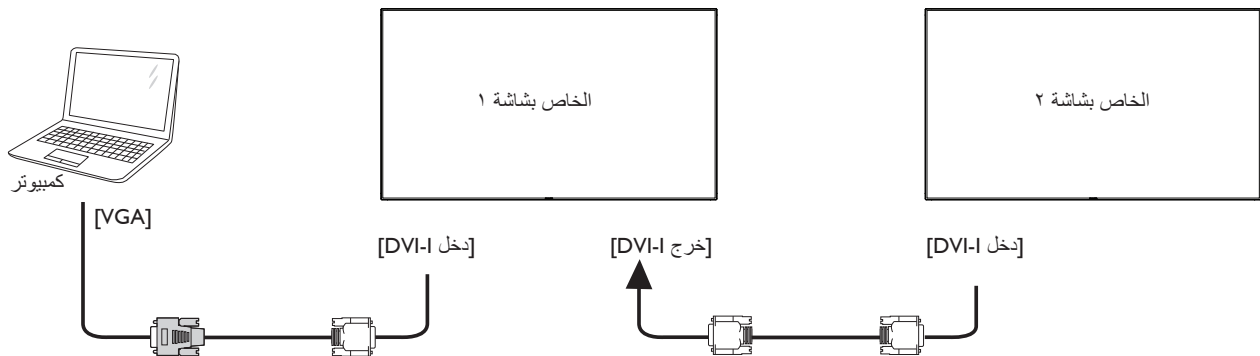 الخاص بشاشة ١
الخاص بشاشة ٢
كمبيوتر
[VGA]
[دخل DVI-I]
[خرج DVI-I]
[دخل DVI-I]